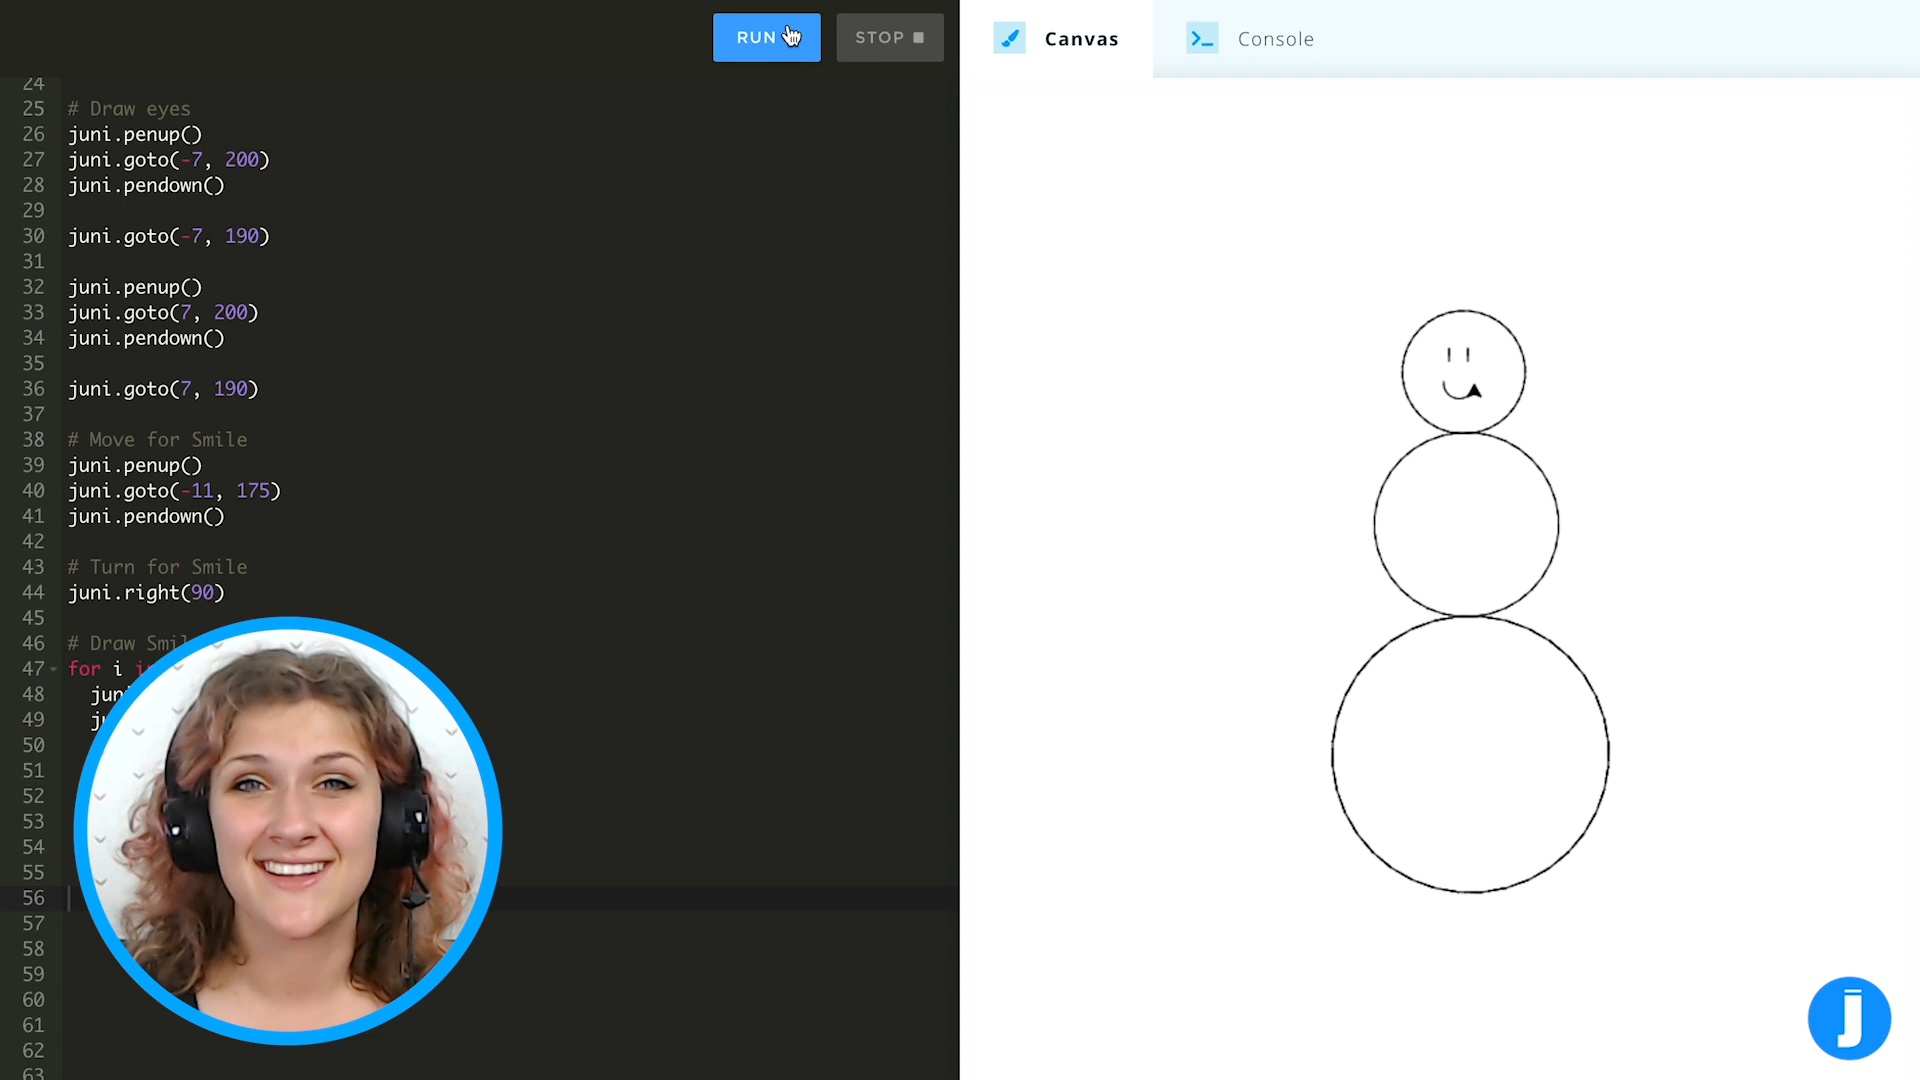 RUN
STOP
Canvas
Console
24
25 # Draw eyes
26 juni.penup()
27 juni.goto(-7, 200)
28 juni.pendown()
29
30 juni.goto(-7, 190)
31
32 juni.penup()
33 juni.goto(7, 200)
34 juni.pendown()
35
36 juni.goto(7, 190)
37
38 # Move for Smile
39 juni.penup()
40 juni.goto(-11, 175)
41 juni.pendown()
42
43 # Turn for Smile
44 juni.right(90)
45
46 # Draw
47 for i
48
49
50
51
52
53
54
55
56
57
58
59
60
61
62
63
j